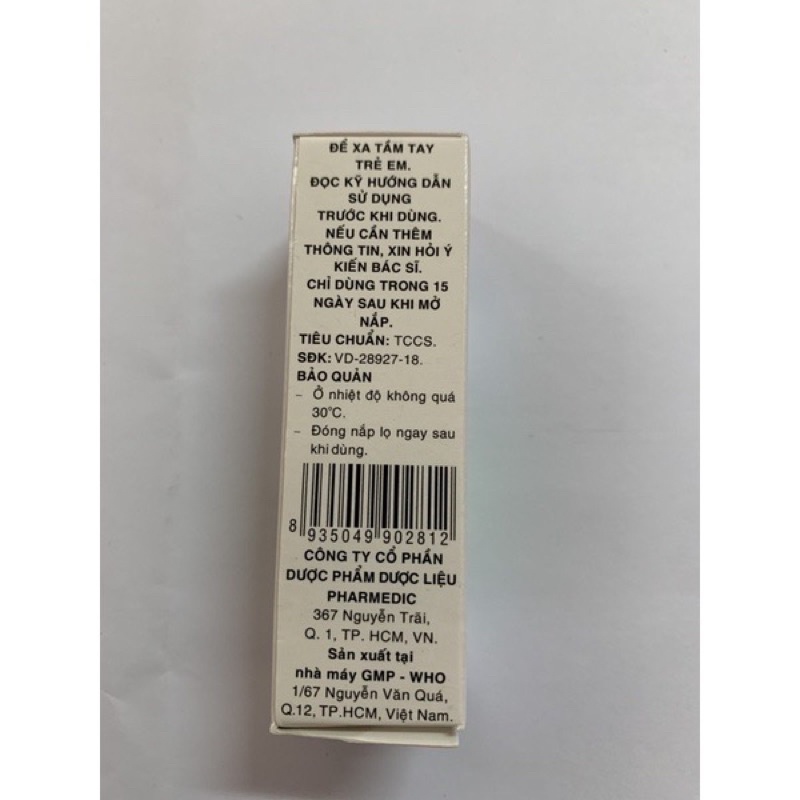 ĐỂ XA TẦM TAY
TRẺ EM.
ĐỌC KỸ HƯỚNG DẪN
SỬ DỤNG
TRƯỚC KHI DÙNG.
NẾU CẦN THÊM
THÔNG TIN, XIN HỎI Ý
KIẾN BÁC SĨ.
CHỈ DÙNG TRONG 15
NGÀY SAU KHI MỞ
NẮP.
TIÊU CHUẨN: TCCS.
SĐK: VD-28927-18.
BẢO QUẢN
– Ở nhiệt độ không quá
30°C.
– Đóng nắp lọ ngay sau
khi dùng.
8 935049 902812
CÔNG TY CỔ PHẦN
DƯỢC PHẨM DƯỢC LIỆU
PHARMEDIC
367 Nguyễn Trãi,
Q. 1, TP. HCM, VN.
Sản xuất tại
nhà máy GMP - WHO
1/67 Nguyễn Văn Quá,
Q.12, TP.HCM, Việt Nam.